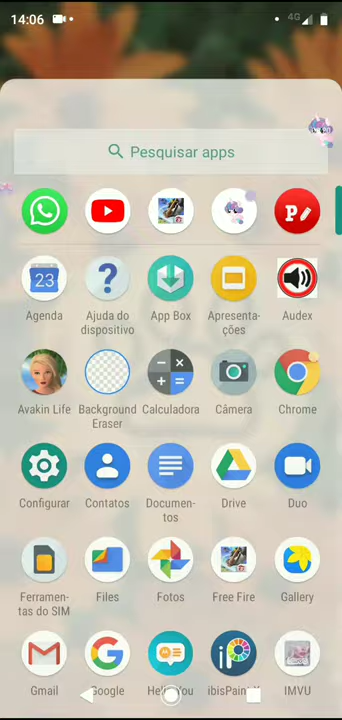 14:06
4G
Pesquisar apps
P
23
Agenda
Ajuda do
dispositivo
App Box
Apresenta-
ções
Audex
Avakin Life
Background
Eraser
Calculadora
Câmera
Chrome
Configurar
Contatos
Documen-
tos
Drive
Duo
Ferramen-
tas do SIM
Files
Fotos
Free Fire
Gallery
Gmail
Google
IMVU